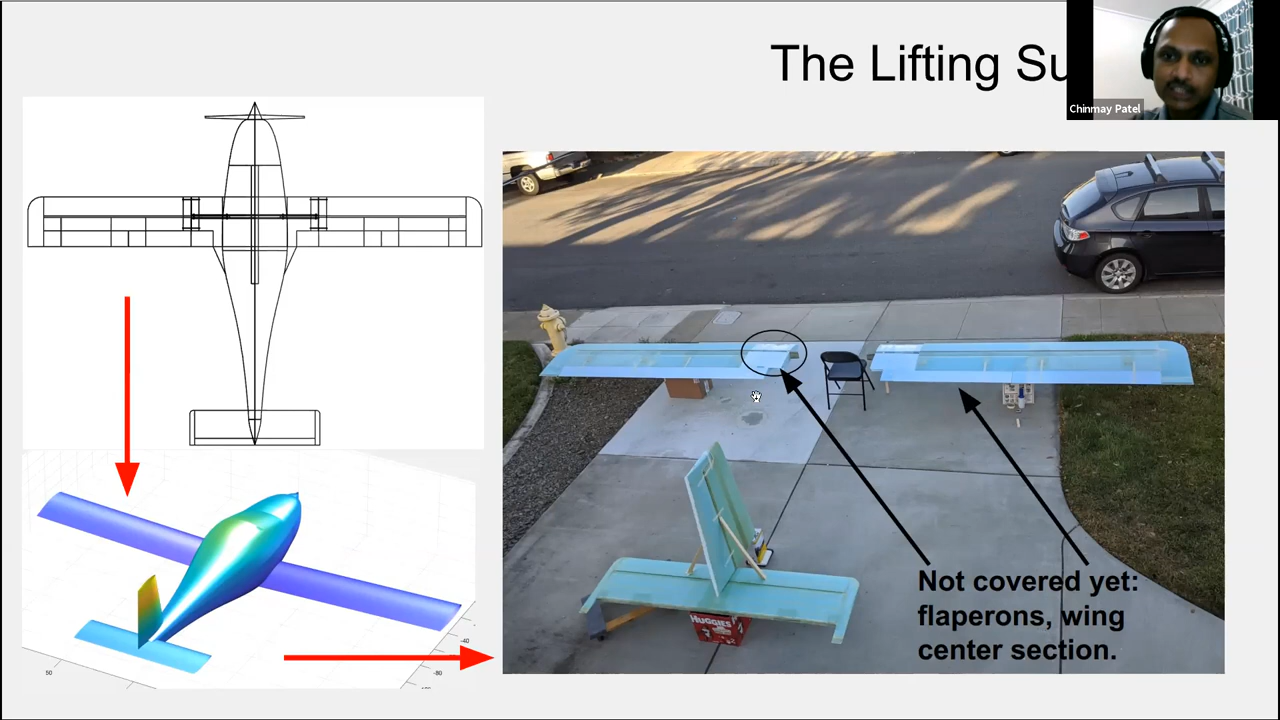 The Lifting Su
Chinmay Patel
HUGGIES
Not covered yet:
flaperons, wing
center section.
50
-40
-80